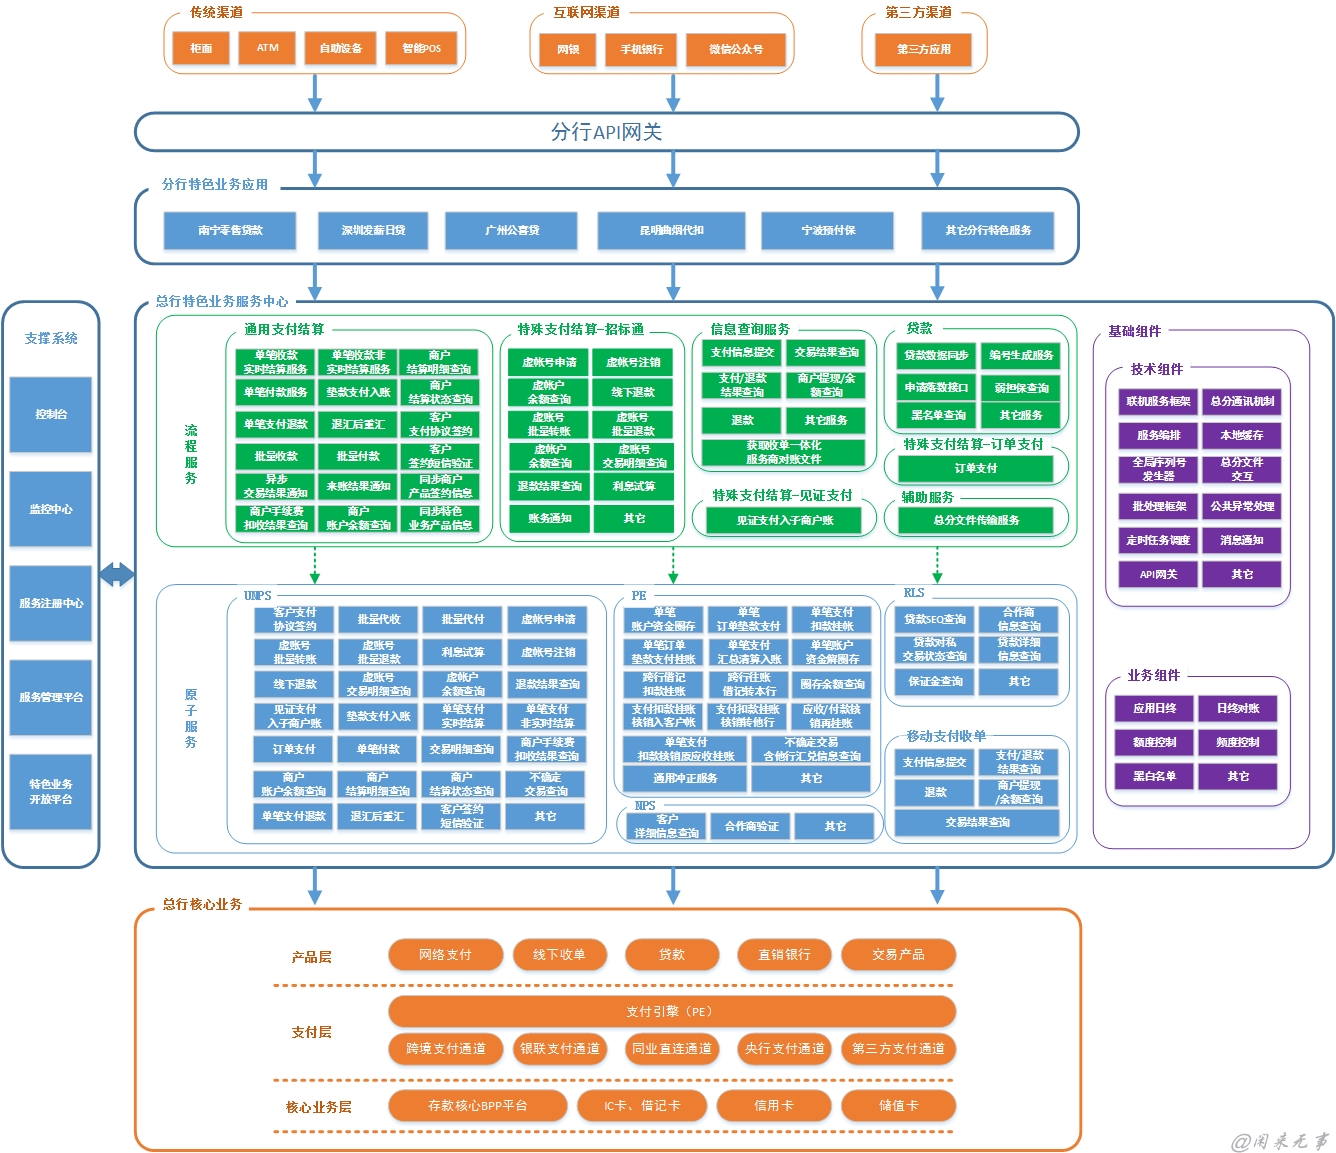 传统渠道
柜面
ATM
自助设备
智能POS
互联网渠道
网银
手机银行
微信公众号
第三方渠道
第三方应用
分行API网关
分行特色业务应用
南宁零售贷款
深圳发薪日贷
广州公喜贷
昆明曲烟代扣
宁波预付保
其它分行特色服务
支撑系统
控制台
监控中心
服务注册中心
服务管理平台
特色业务
开放平台
总行特色业务服务中心
流程服务
通用支付结算
单笔收款
实时结算服务
单笔收款非
实时结算服务
商户
结算明细查询
单笔付款服务
垫款支付入账
商户
结算状态查询
单笔支付退款
退汇后重汇
客户
支付协议签约
批量收款
批量付款
客户
签约短信验证
异步
交易结果通知
来账结果通知
同步商户
产品签约信息
商户手续费
扣收结果查询
商户
账户余额查询
同步特色
业务产品信息
特殊支付结算-招标通
虚帐号申请
虚帐号注销
虚帐户
余额查询
线下退款
虚账号
批量转账
虚账号
批量退款
虚帐户
余额查询
虚账号
交易明细查询
退款结果查询
利息试算
账务通知
其它
信息查询服务
支付信息提交
交易结果查询
支付/退款
结果查询
商户提现/余
额查询
退款
其它服务
获取收单一体化
服务商对账文件
特殊支付结算-见证支付
见证支付入子商户账
贷款
贷款数据同步
编号生成服务
申请落数接口
弱担保查询
黑名单查询
其它服务
特殊支付结算-订单支付
订单支付
辅助服务
总分文件传输服务
原子服务
UNPS
客户支付
协议签约
批量代收
批量代付
虚帐号申请
虚账号
批量转账
虚账号
批量退款
利息试算
虚帐号注销
线下退款
虚账号
交易明细查询
虚帐户
余额查询
退款结果查询
见证支付
入子商户账
垫款支付入账
单笔支付
实时结算
单笔支付
非实时结算
订单支付
单笔付款
交易明细查询
商户手续费
扣收结果查询
商户
账户余额查询
商户
结算明细查询
商户
结算状态查询
不确定
交易查询
单笔支付退款
退汇后重汇
客户签约
短信验证
其它
PE
单笔
账户资金圈存
单笔
订单垫款支付
单笔支付
扣款挂帐
单笔订单
垫款支付挂账
单笔支付
汇总清算入账
单笔账户
资金解圈存
跨行借记
扣款挂账
跨行往账
借记转本行
圈存余额查询
支付扣款挂账
核销入客户帐
支付扣款挂账
核销转他行
应收/付款核
销再挂账
单笔支付
扣款核销原应收挂账
不确定交易
含他行汇兑信息查询
通用冲正服务
其它
NPS
客户
详细信息查询
合作商验证
其它
RLS
贷款SEQ查询
合作商
信息查询
贷款对私
交易状态查询
贷款详细
信息查询
保证金查询
其它
移动支付收单
支付信息提交
支付/退款
结果查询
退款
商户提现
/余额查询
交易结果查询
基础组件
技术组件
联机服务框架
总分通讯机制
服务编排
本地缓存
全局序列号
发生器
总分文件
交互
批处理框架
公共异常处理
定时任务调度
消息通知
API网关
其它
业务组件
应用日终
日终对账
额度控制
频度控制
黑白名单
其它
总行核心业务
产品层
网络支付
线下收单
贷款
直销银行
交易产品
支付层
支付引擎（PE）
跨境支付通道
银联支付通道
同业直连通道
央行支付通道
第三方支付通道
核心业务层
存款核心BPP平台
IC卡、借记卡
信用卡
储值卡
@闲来无事